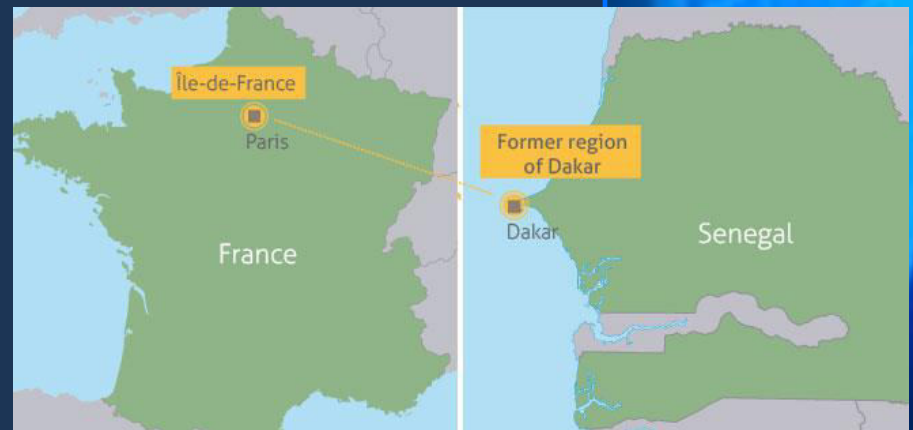 Île-de-France
Paris
France
Former region
of Dakar
Dakar
Senegal